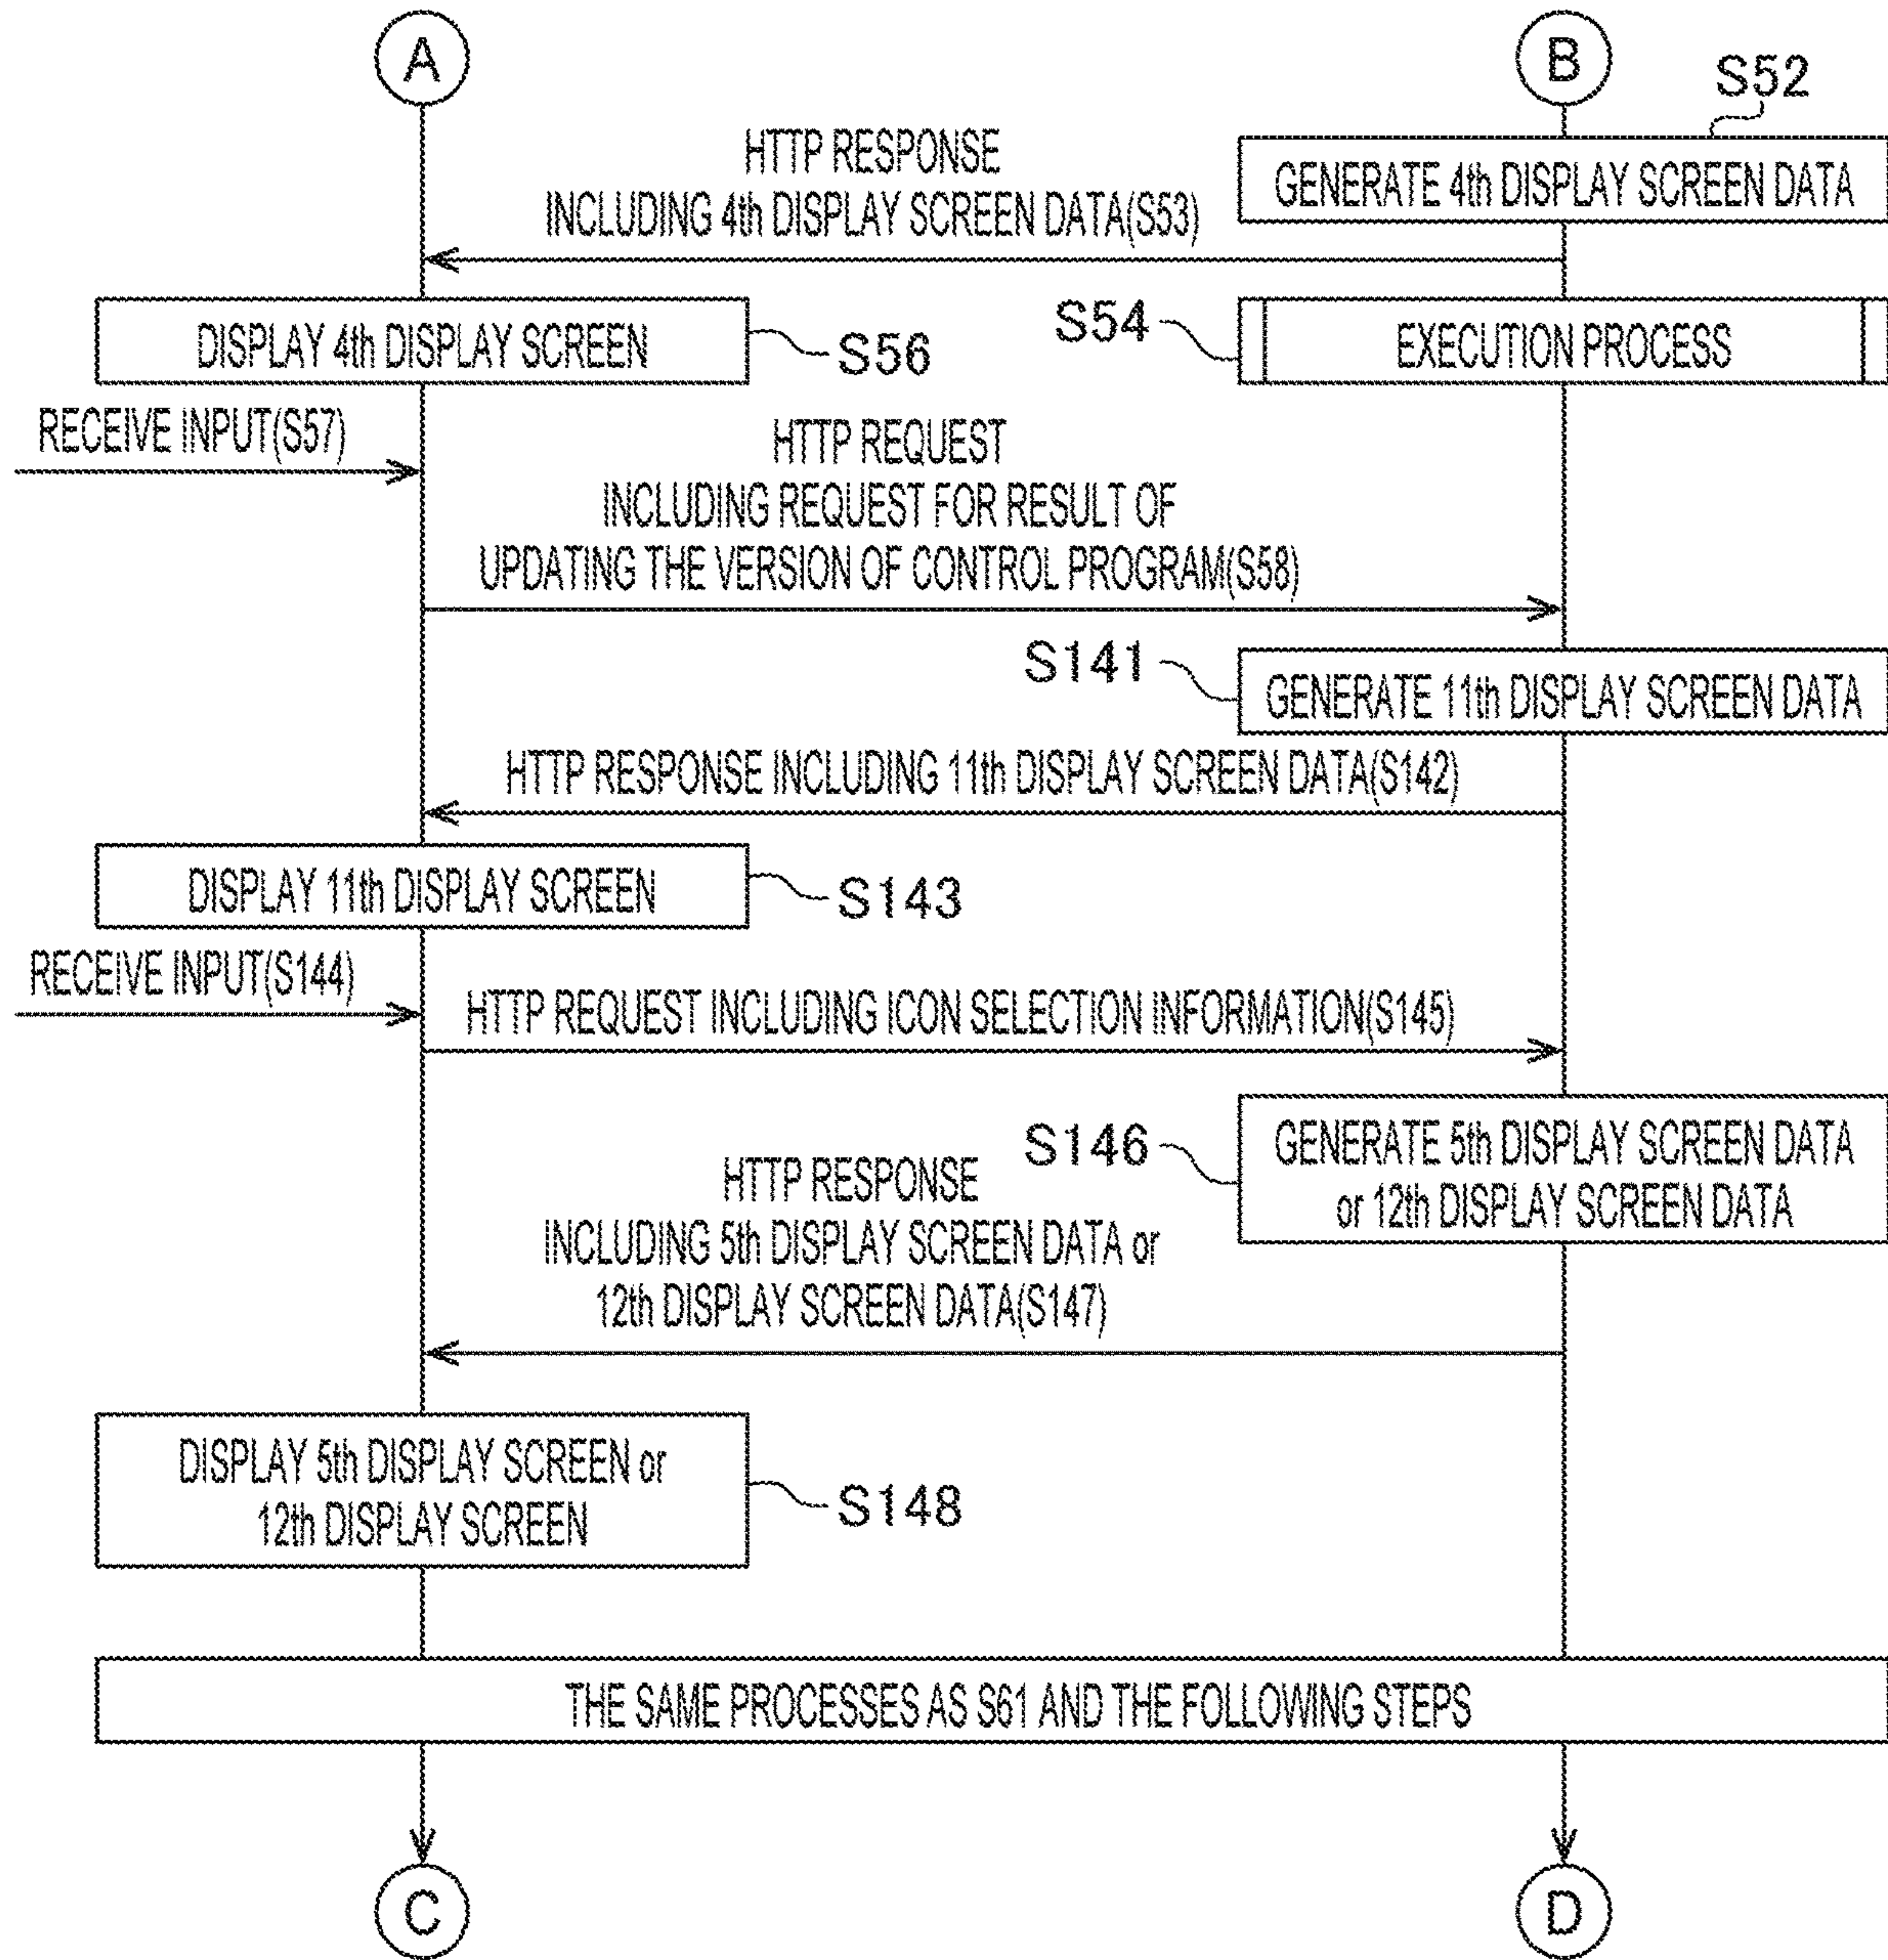 A
B
S52
HTTP RESPONSE
INCLUDING 4th DISPLAY SCREEN DATA(S53)
GENERATE 4th DISPLAY SCREEN DATA
DISPLAY 4th DISPLAY SCREEN
S56
S54
EXECUTION PROCESS
RECEIVE INPUT(S57)
HTTP REQUEST
INCLUDING REQUEST FOR RESULT OF
UPDATING THE VERSION OF CONTROL PROGRAM(S58)
S141
GENERATE 11th DISPLAY SCREEN DATA
HTTP RESPONSE INCLUDING 11th DISPLAY SCREEN DATA(S142)
DISPLAY 11th DISPLAY SCREEN
S143
RECEIVE INPUT(S144)
HTTP REQUEST INCLUDING ICON SELECTION INFORMATION(S145)
S146
GENERATE 5th DISPLAY SCREEN DATA
or 12th DISPLAY SCREEN DATA
HTTP RESPONSE
INCLUDING 5th DISPLAY SCREEN DATA or
12th DISPLAY SCREEN DATA(S147)
DISPLAY 5th DISPLAY SCREEN or
12th DISPLAY SCREEN
S148
THE SAME PROCESSES AS S61 AND THE FOLLOWING STEPS
C
D